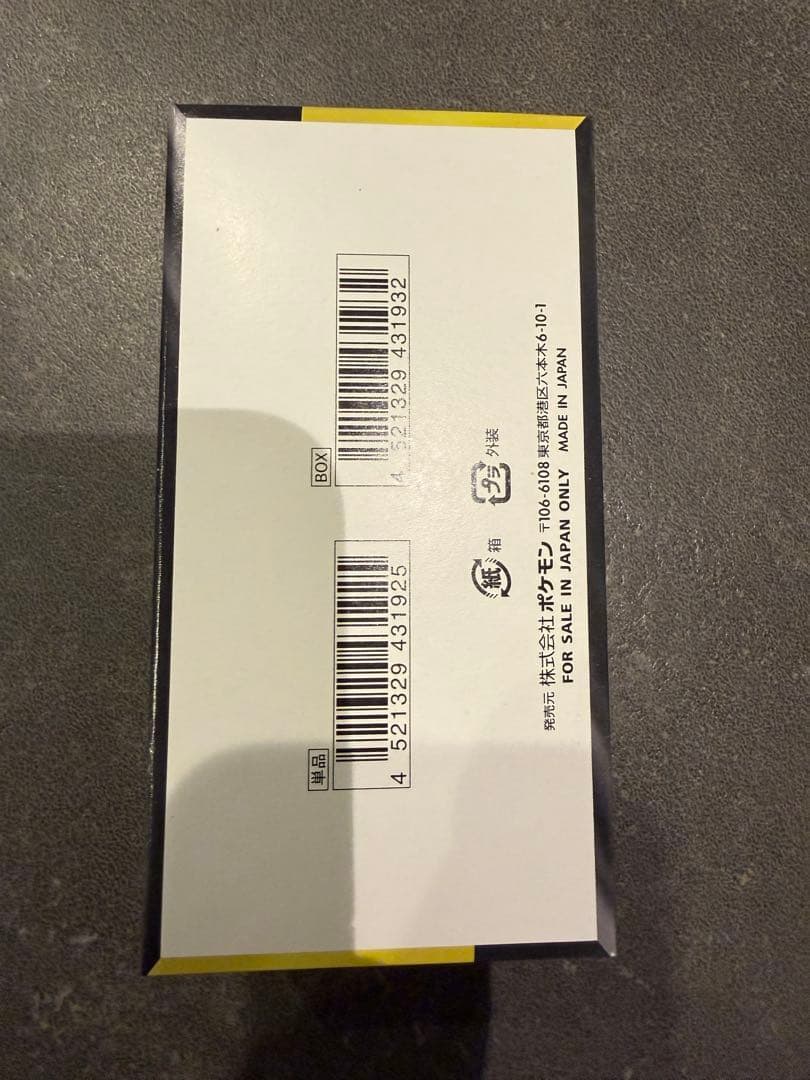 単品
4 521329 431925
BOX
4 521329 431932
紙 箱
プラ 外装
発売元 株式会社 ポケモン 〒106-6108 東京都港区六本木6-10-1
FOR SALE IN JAPAN ONLY MADE IN JAPAN